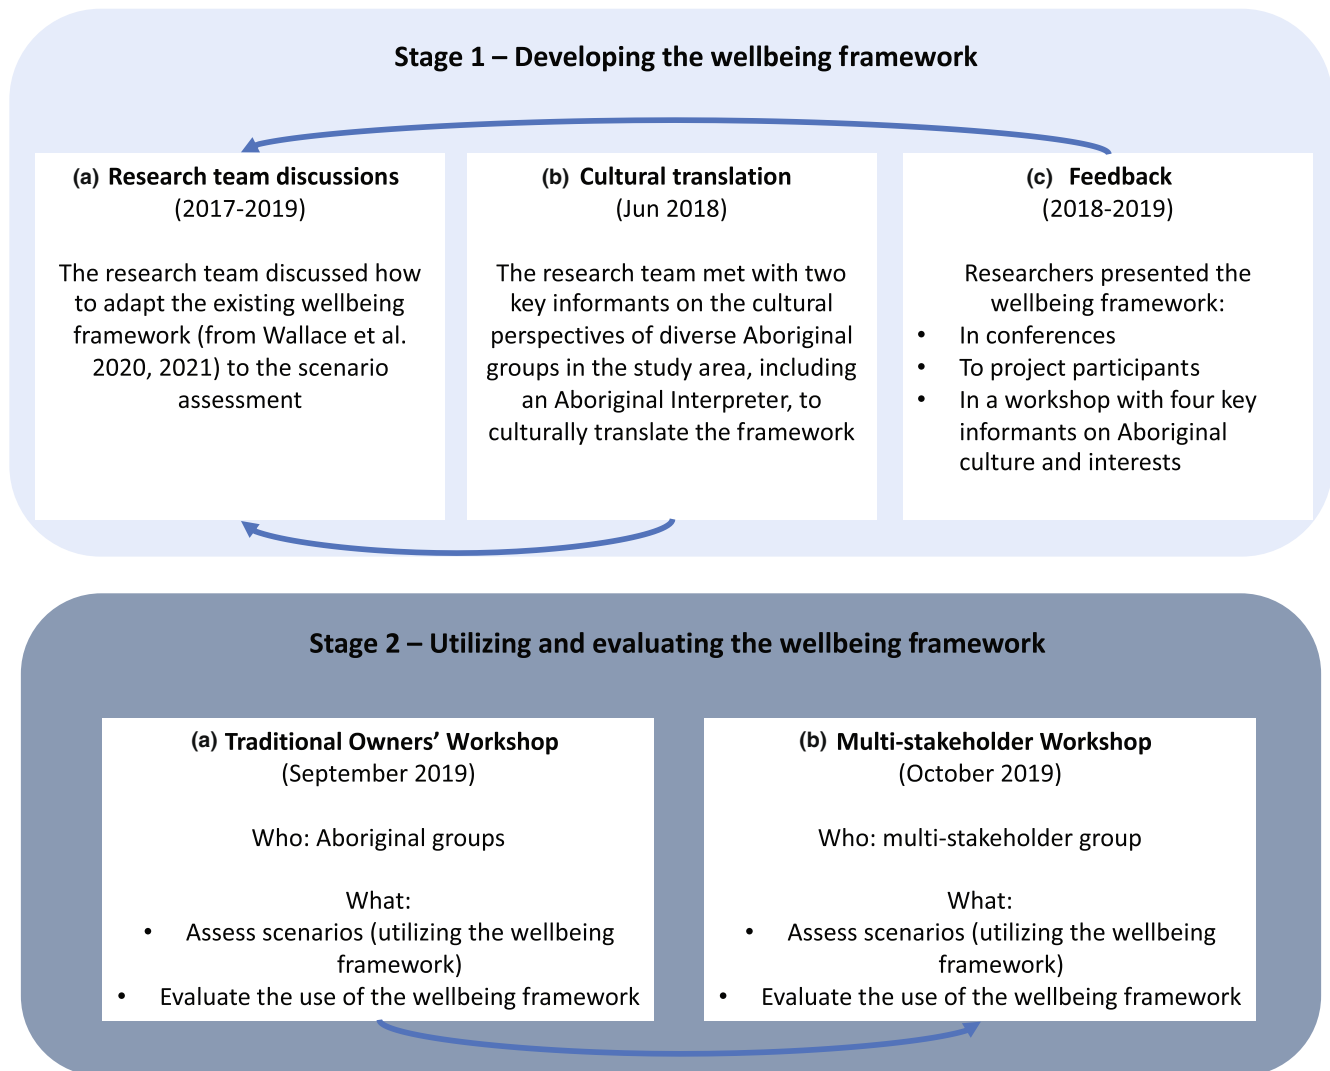 Stage 1 – Developing the wellbeing framework
(a) Research team discussions
(2017-2019)
The research team discussed how
to adapt the existing wellbeing
framework (from Wallace et al.
2020, 2021) to the scenario
assessment
(b) Cultural translation
(Jun 2018)
The research team met with two
key informants on the cultural
perspectives of diverse Aboriginal
groups in the study area, including
an Aboriginal Interpreter, to
culturally translate the framework
(c) Feedback
(2018-2019)
Researchers presented the
wellbeing framework:
• In conferences
• To project participants
• In a workshop with four key
informants on Aboriginal
culture and interests
Stage 2 – Utilizing and evaluating the wellbeing framework
(a) Traditional Owners’ Workshop
(September 2019)
Who: Aboriginal groups
What:
• Assess scenarios (utilizing the wellbeing
framework)
• Evaluate the use of the wellbeing framework
(b) Multi-stakeholder Workshop
(October 2019)
Who: multi-stakeholder group
What:
• Assess scenarios (utilizing the wellbeing
framework)
• Evaluate the use of the wellbeing framework